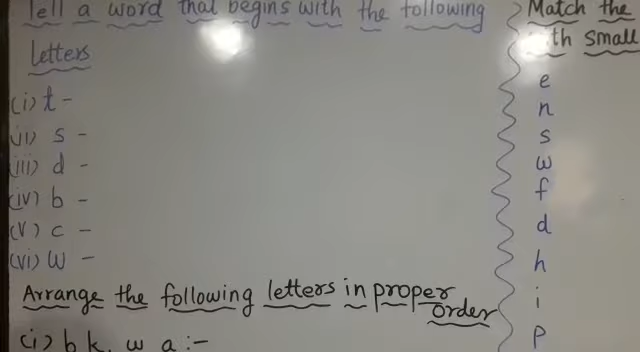 Tell a word that begins with the following
letters
(i) t -
(ii) s -
(iii) d -
(iv) b -
(v) c -
(vi) w -
Arrange the following letters in proper
order
(i) b k, w a :-
Match the
small
e
n
s
w
f
d
h
i
p